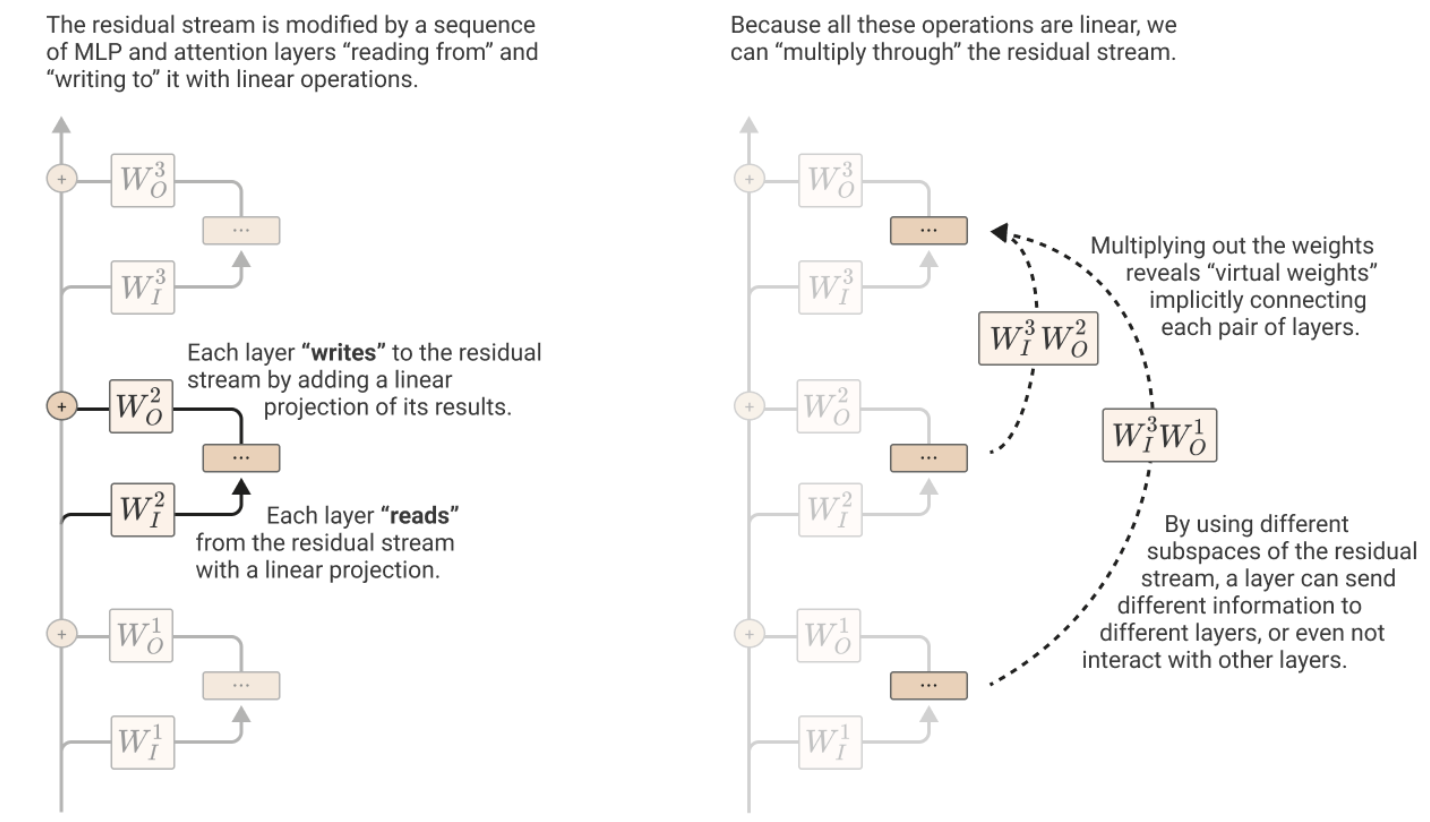 The residual stream is modified by a sequence
of MLP and attention layers “reading from” and
“writing to” it with linear operations.
+
W_O^3
...
W_I^3
Each layer “writes” to the residual
stream by adding a linear
projection of its results.
+
W_O^2
...
W_I^2
Each layer “reads”
from the residual stream
with a linear projection.
+
W_O^1
...
W_I^1
Because all these operations are linear, we
can “multiply through” the residual stream.
+
W_O^3
...
W_I^3
Multiplying out the weights
reveals “virtual weights”
implicitly connecting
each pair of layers.
W_I^3 W_O^2
+
W_O^2
...
W_I^2
W_I^3 W_O^1
By using different
subspaces of the residual
stream, a layer can send
different information to
different layers, or even not
interact with other layers.
+
W_O^1
...
W_I^1